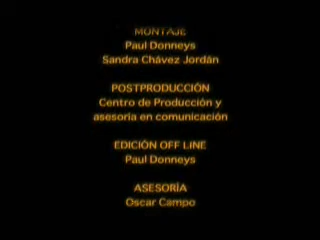 MONTAJE
Paul Donneys
Sandra Chávez Jordán
POSTPRODUCCIÓN
Centro de Producción y
asesoría en comunicación
EDICIÓN OFF LINE
Paul Donneys
ASESORÍA
Oscar Campo